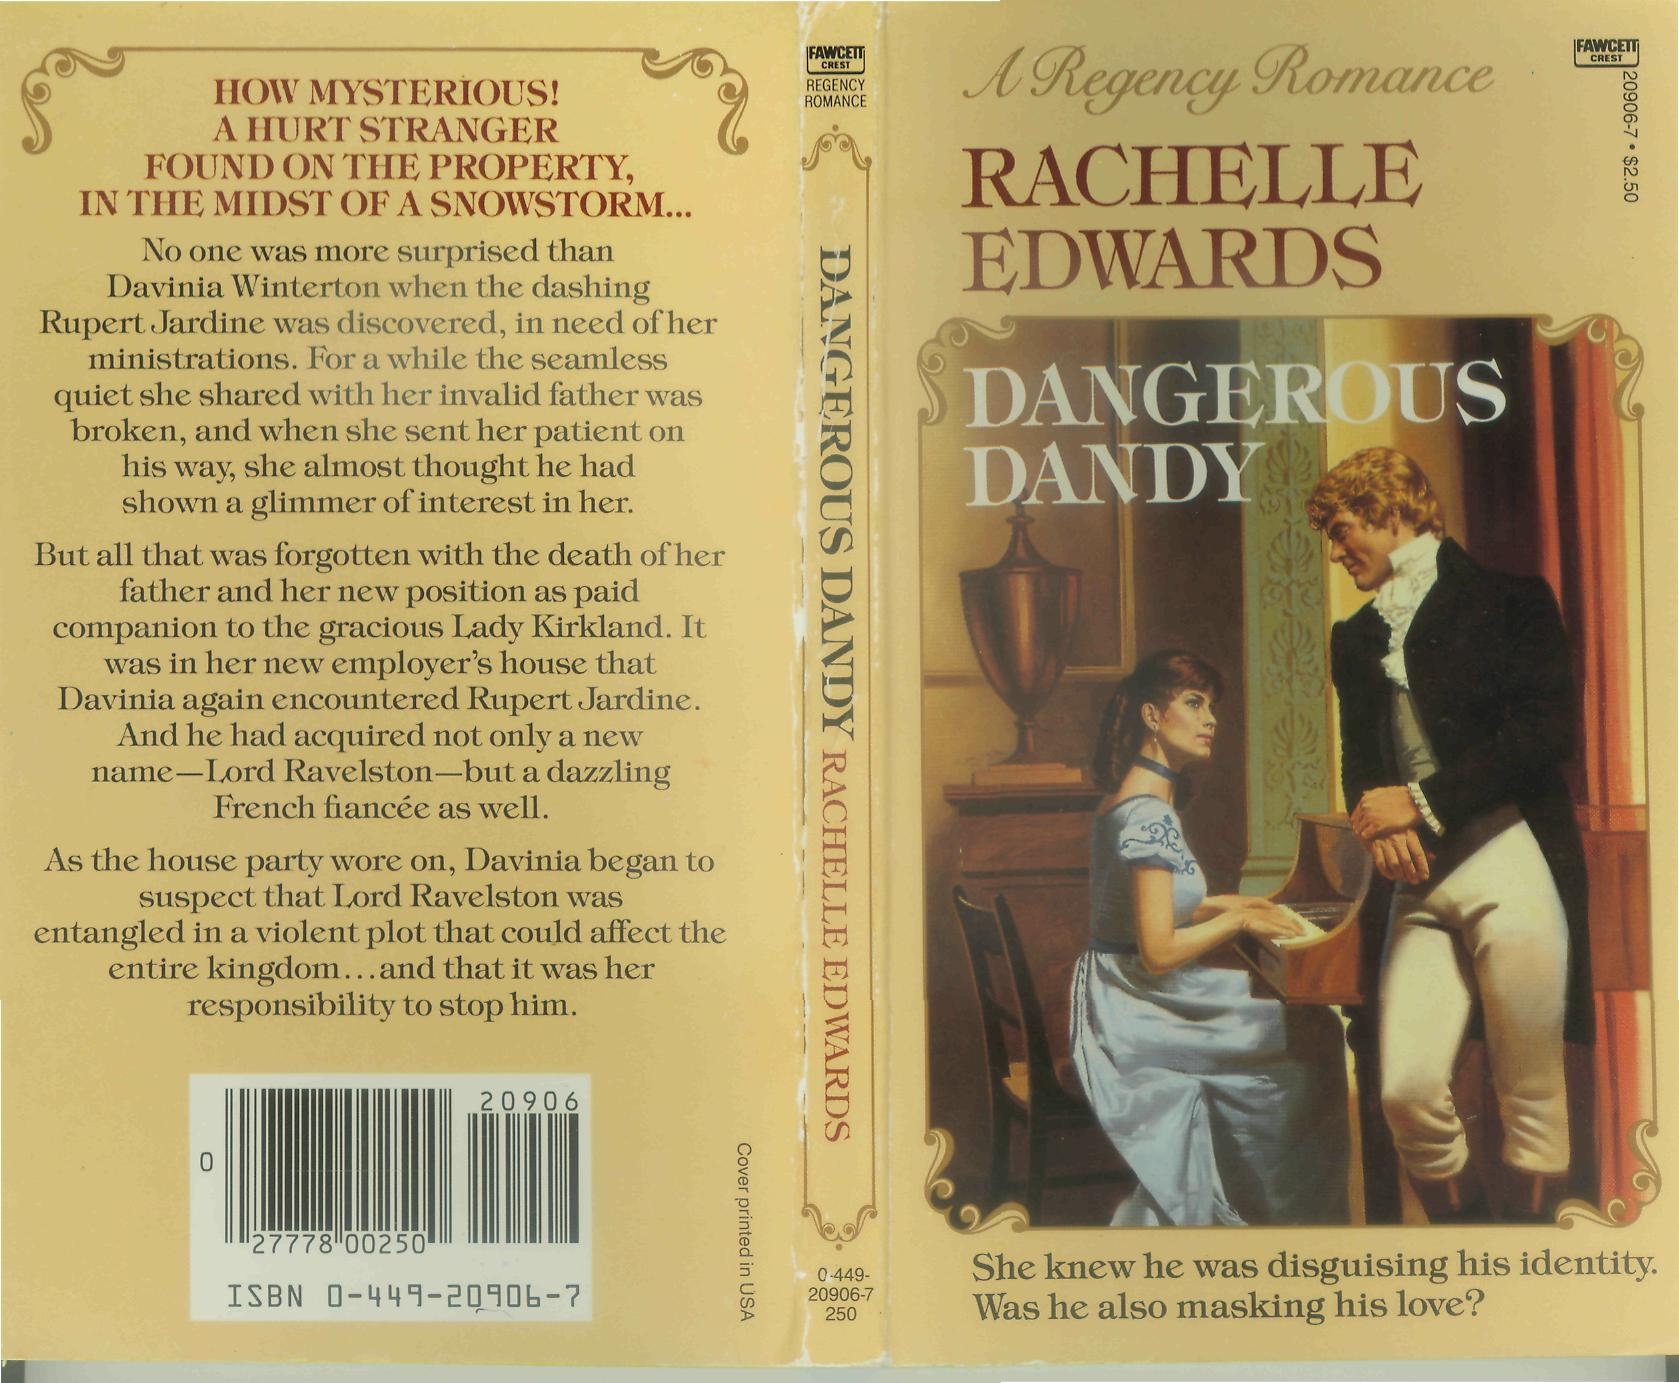 HOW MYSTERIOUS!
A HURT STRANGER
FOUND ON THE PROPERTY,
IN THE MIDST OF A SNOWSTORM...
No one was more surprised than
Davinia Winterton when the dashing
Rupert Jardine was discovered, in need of her
ministrations. For a while the seamless
quiet she shared with her invalid father was
broken, and when she sent her patient on
his way, she almost thought he had
shown a glimmer of interest in her.
But all that was forgotten with the death of her
father and her new position as paid
companion to the gracious Lady Kirkland. It
was in her new employer's house that
Davinia again encountered Rupert Jardine.
And he had acquired not only a new
name—Lord Ravelston—but a dazzling
French fiancée as well.
As the house party wore on, Davinia began to
suspect that Lord Ravelston was
entangled in a violent plot that could affect the
entire kingdom...and that it was her
responsibility to stop him.
20906
0
27778 00250
ISBN 0-449-20906-7
Cover printed in USA
FAWCETT
CREST
REGENCY
ROMANCE
DANGEROUS DANDY RACHELLE EDWARDS
0-449-
20906-7
250
A Regency Romance
FAWCETT
CREST
20906-7 • $2.50
RACHELLE
EDWARDS
DANGEROUS
DANDY
She knew he was disguising his identity.
Was he also masking his love?